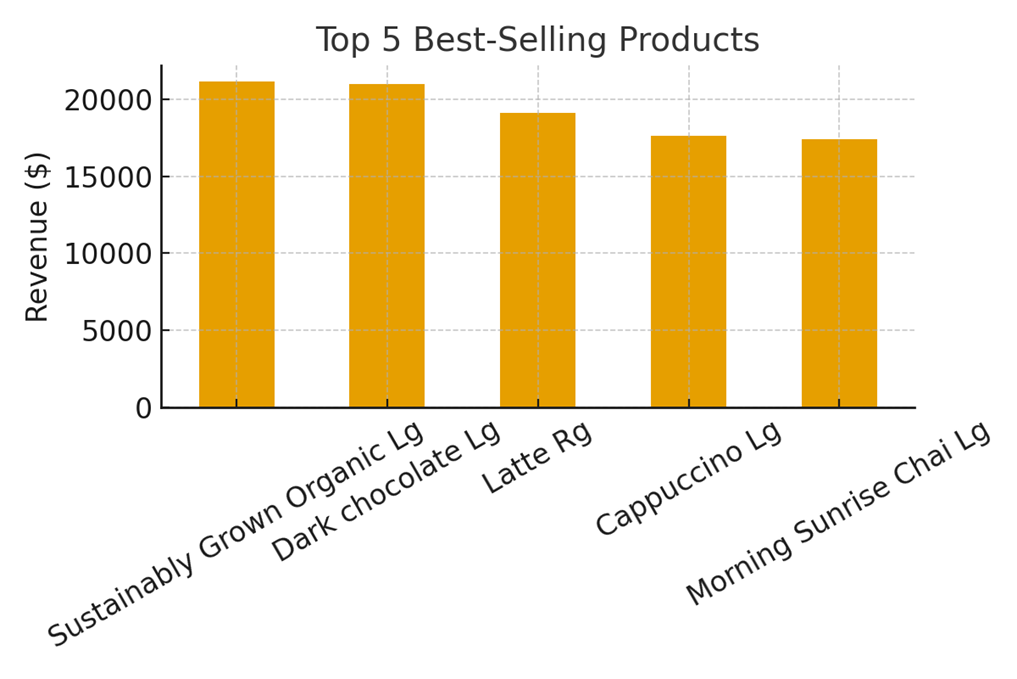 Top 5 Best-Selling Products
Revenue ($)
20000
15000
10000
5000
0
Sustainably Grown Organic Lg
Dark chocolate Lg
Latte Rg
Cappuccino Lg
Morning Sunrise Chai Lg